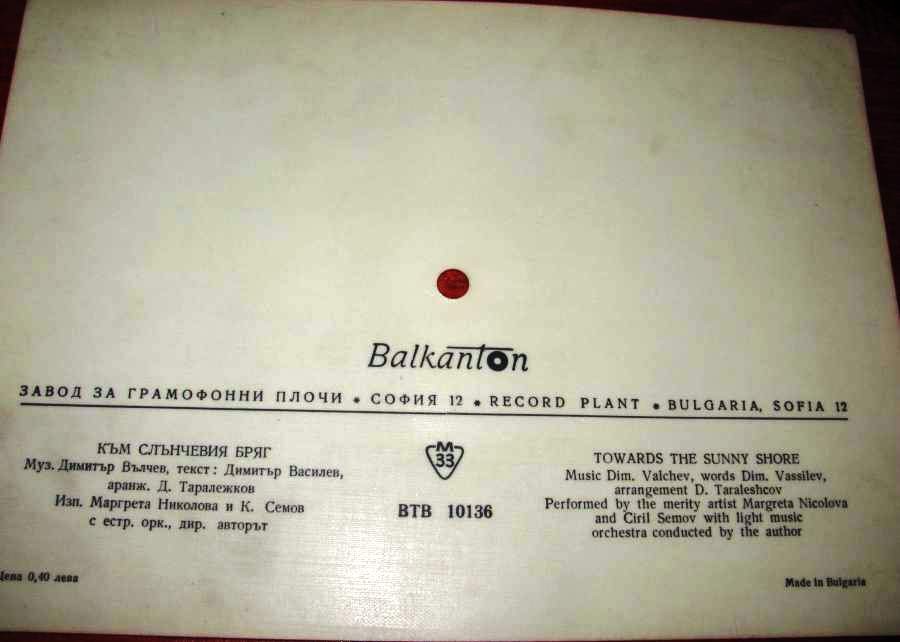 Balkanton
ЗАВОД ЗА ГРАМОФОННИ ПЛОЧИ * СОФИЯ 12 * RECORD PLANT * BULGARIA, SOFIA 12
КЪМ СЛЪНЧЕВИЯ БРЯГ
Муз. Димитър Вълчев, текст: Димитър Василев,
аранж. Д. Таралежков
Изп. Маргрета Николова и К. Семов
с естр. орк., дир. авторът
М
33
ВТВ 10136
TOWARDS THE SUNNY SHORE
Music Dim. Valchev, words Dim. Vassilev,
arrangement D. Taraleshcov
Performed by the merity artist Margreta Nicolova
and Ciril Semov with light music
orchestra conducted by the author
Цена 0,40 лева
Made in Bulgaria